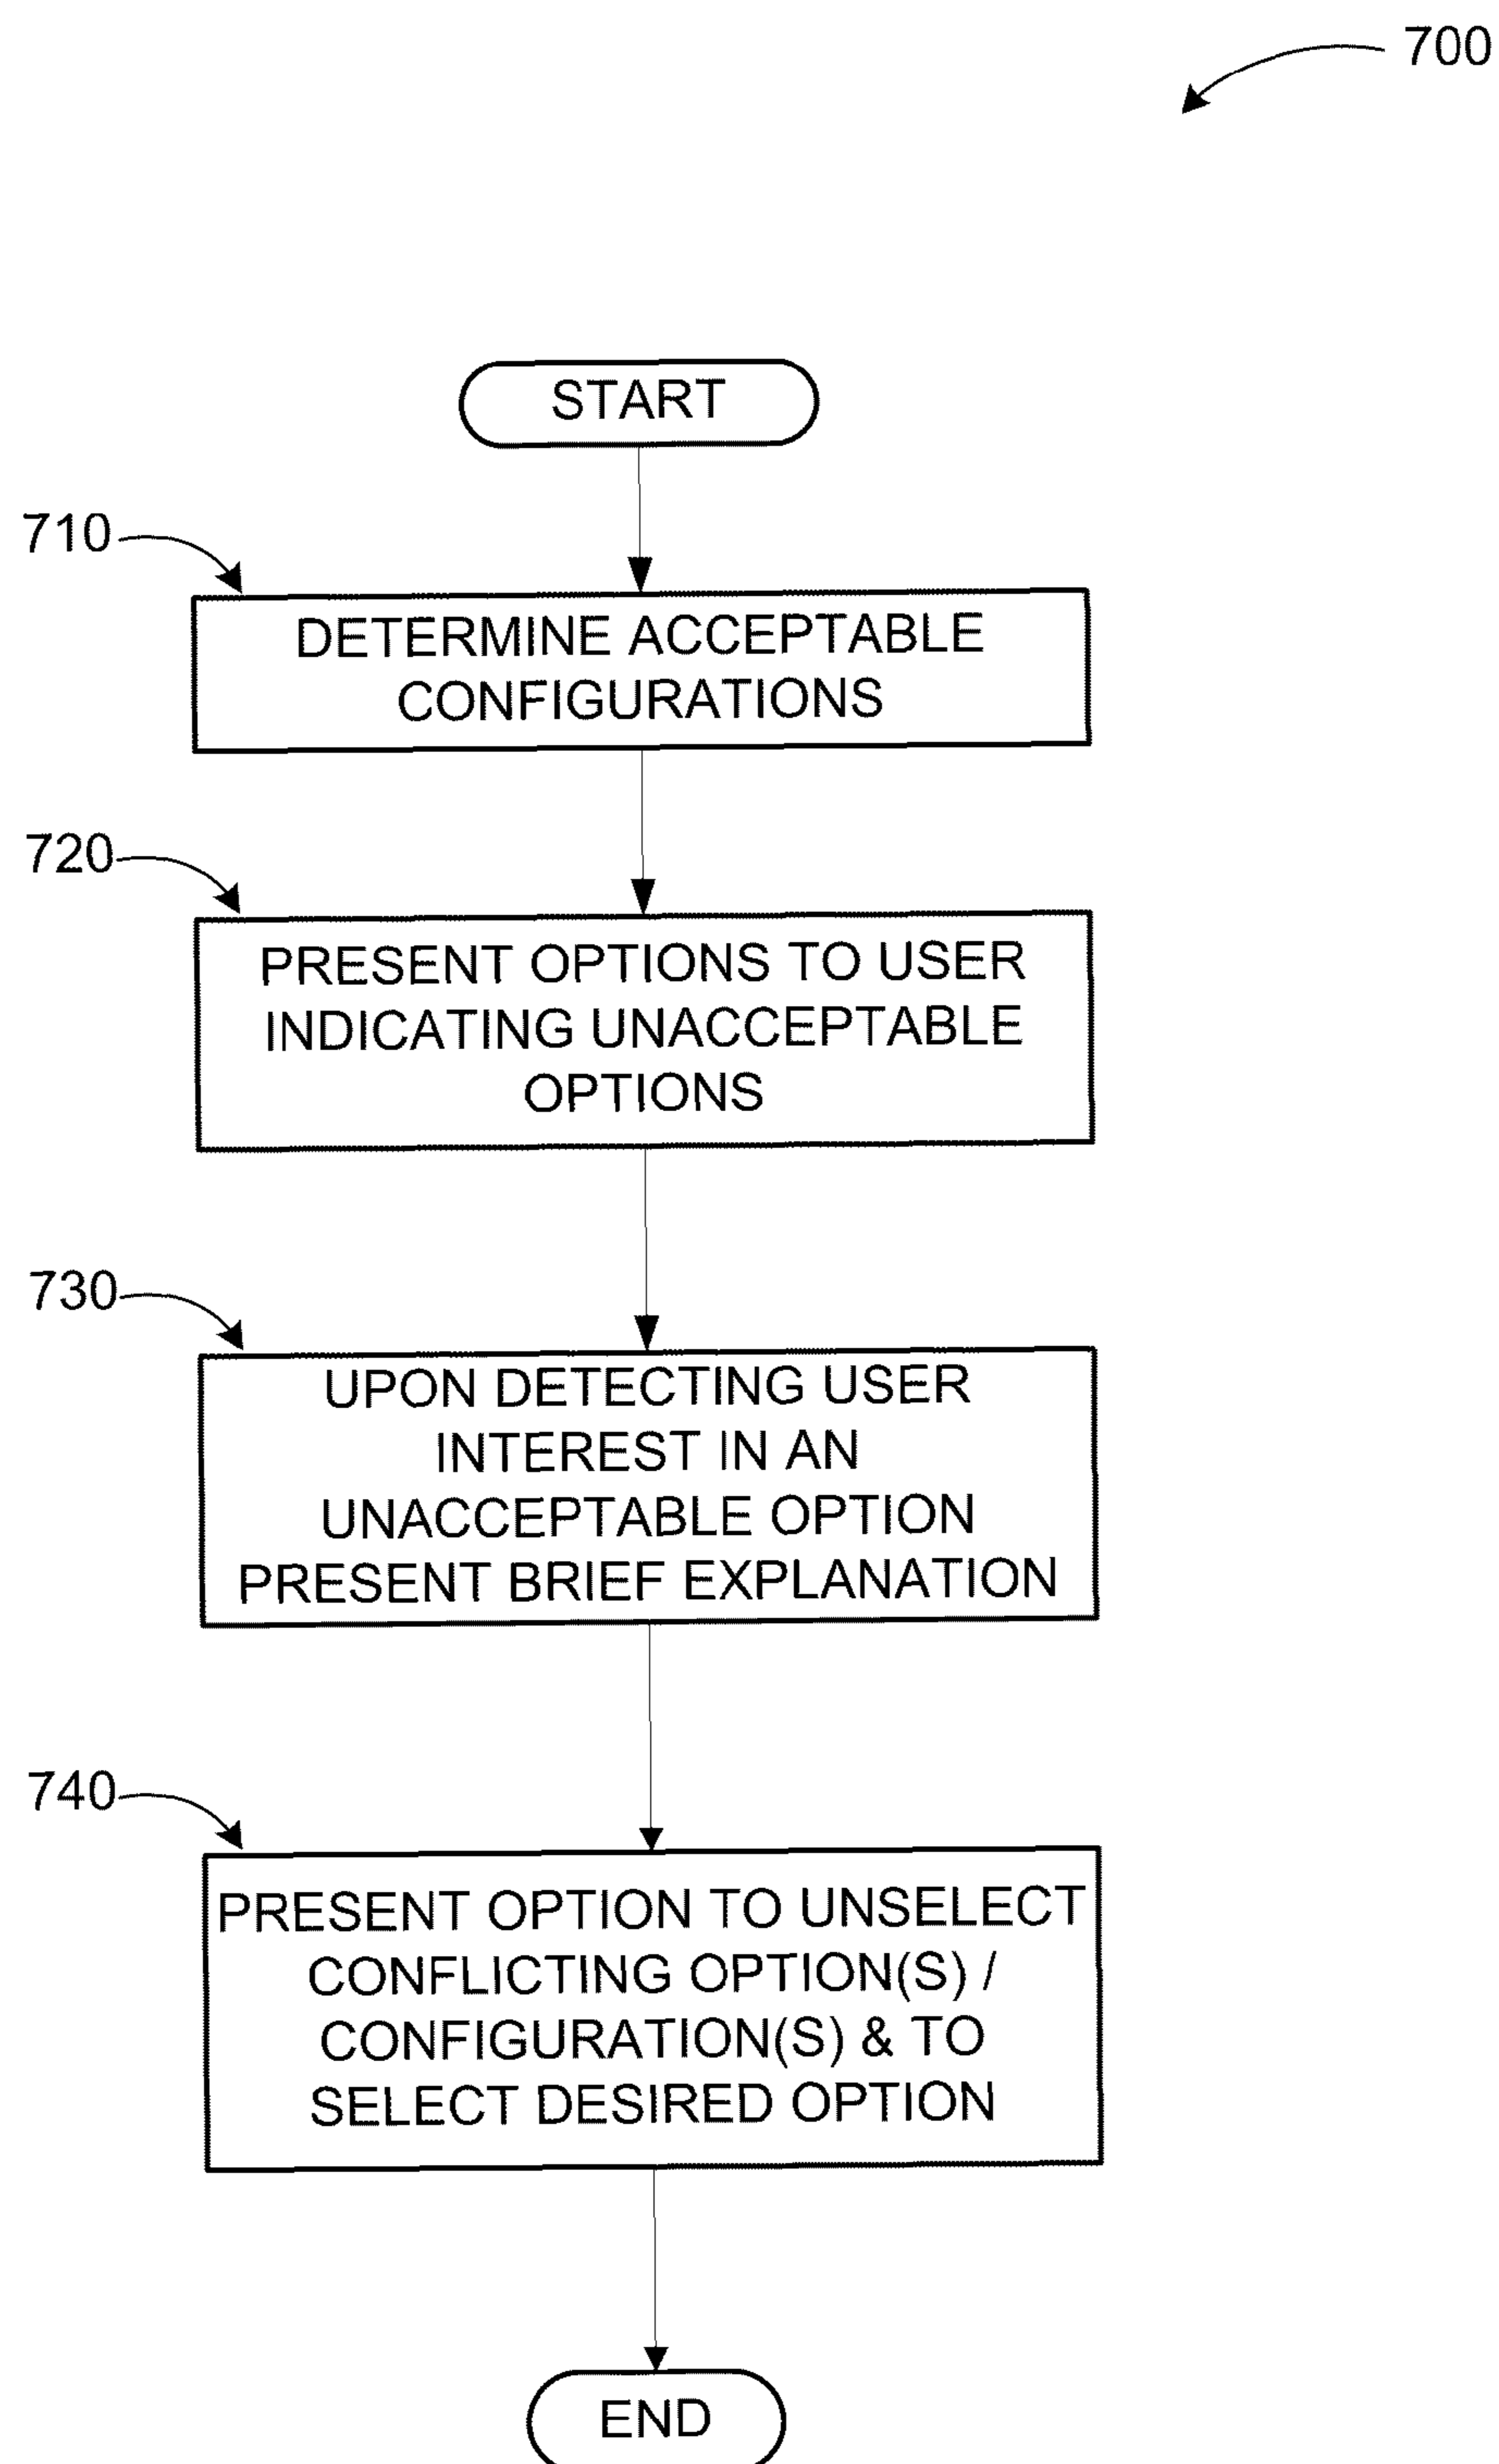 700
START
710
DETERMINE ACCEPTABLE
CONFIGURATIONS
720
PRESENT OPTIONS TO USER
INDICATING UNACCEPTABLE
OPTIONS
730
UPON DETECTING USER
INTEREST IN AN
UNACCEPTABLE OPTION
PRESENT BRIEF EXPLANATION
740
PRESENT OPTION TO UNSELECT
CONFLICTING OPTION(S) /
CONFIGURATION(S) & TO
SELECT DESIRED OPTION
END